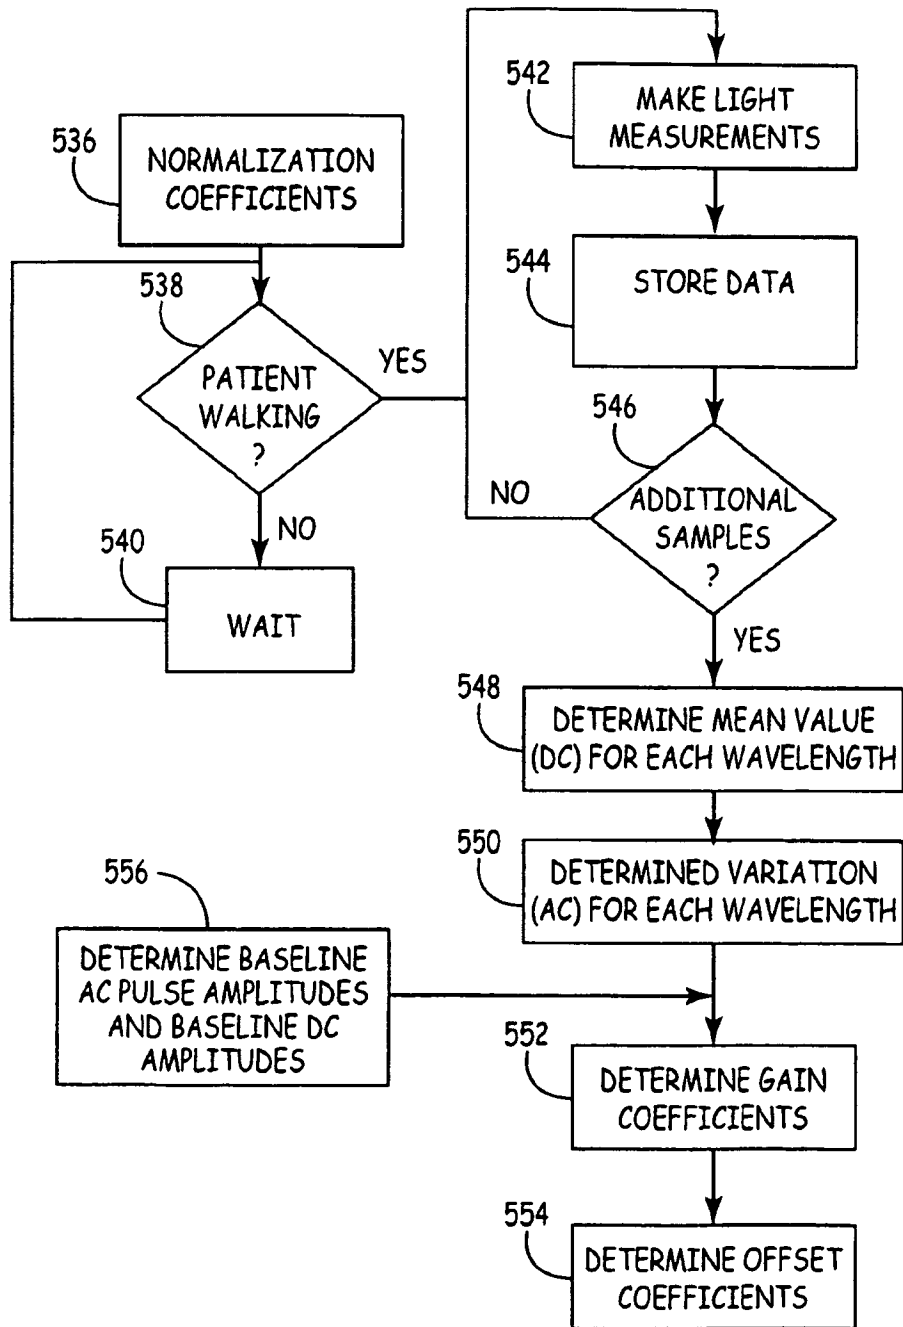 536
NORMALIZATION
COEFFICIENTS
538
PATIENT
WALKING
?
YES
NO
540
WAIT
542
MAKE LIGHT
MEASUREMENTS
544
STORE DATA
546
ADDITIONAL
SAMPLES
?
NO
YES
548
DETERMINE MEAN VALUE
(DC) FOR EACH WAVELENGTH
550
DETERMINED VARIATION
(AC) FOR EACH WAVELENGTH
556
DETERMINE BASELINE
AC PULSE AMPLITUDES
AND BASELINE DC
AMPLITUDES
552
DETERMINE GAIN
COEFFICIENTS
554
DETERMINE OFFSET
COEFFICIENTS